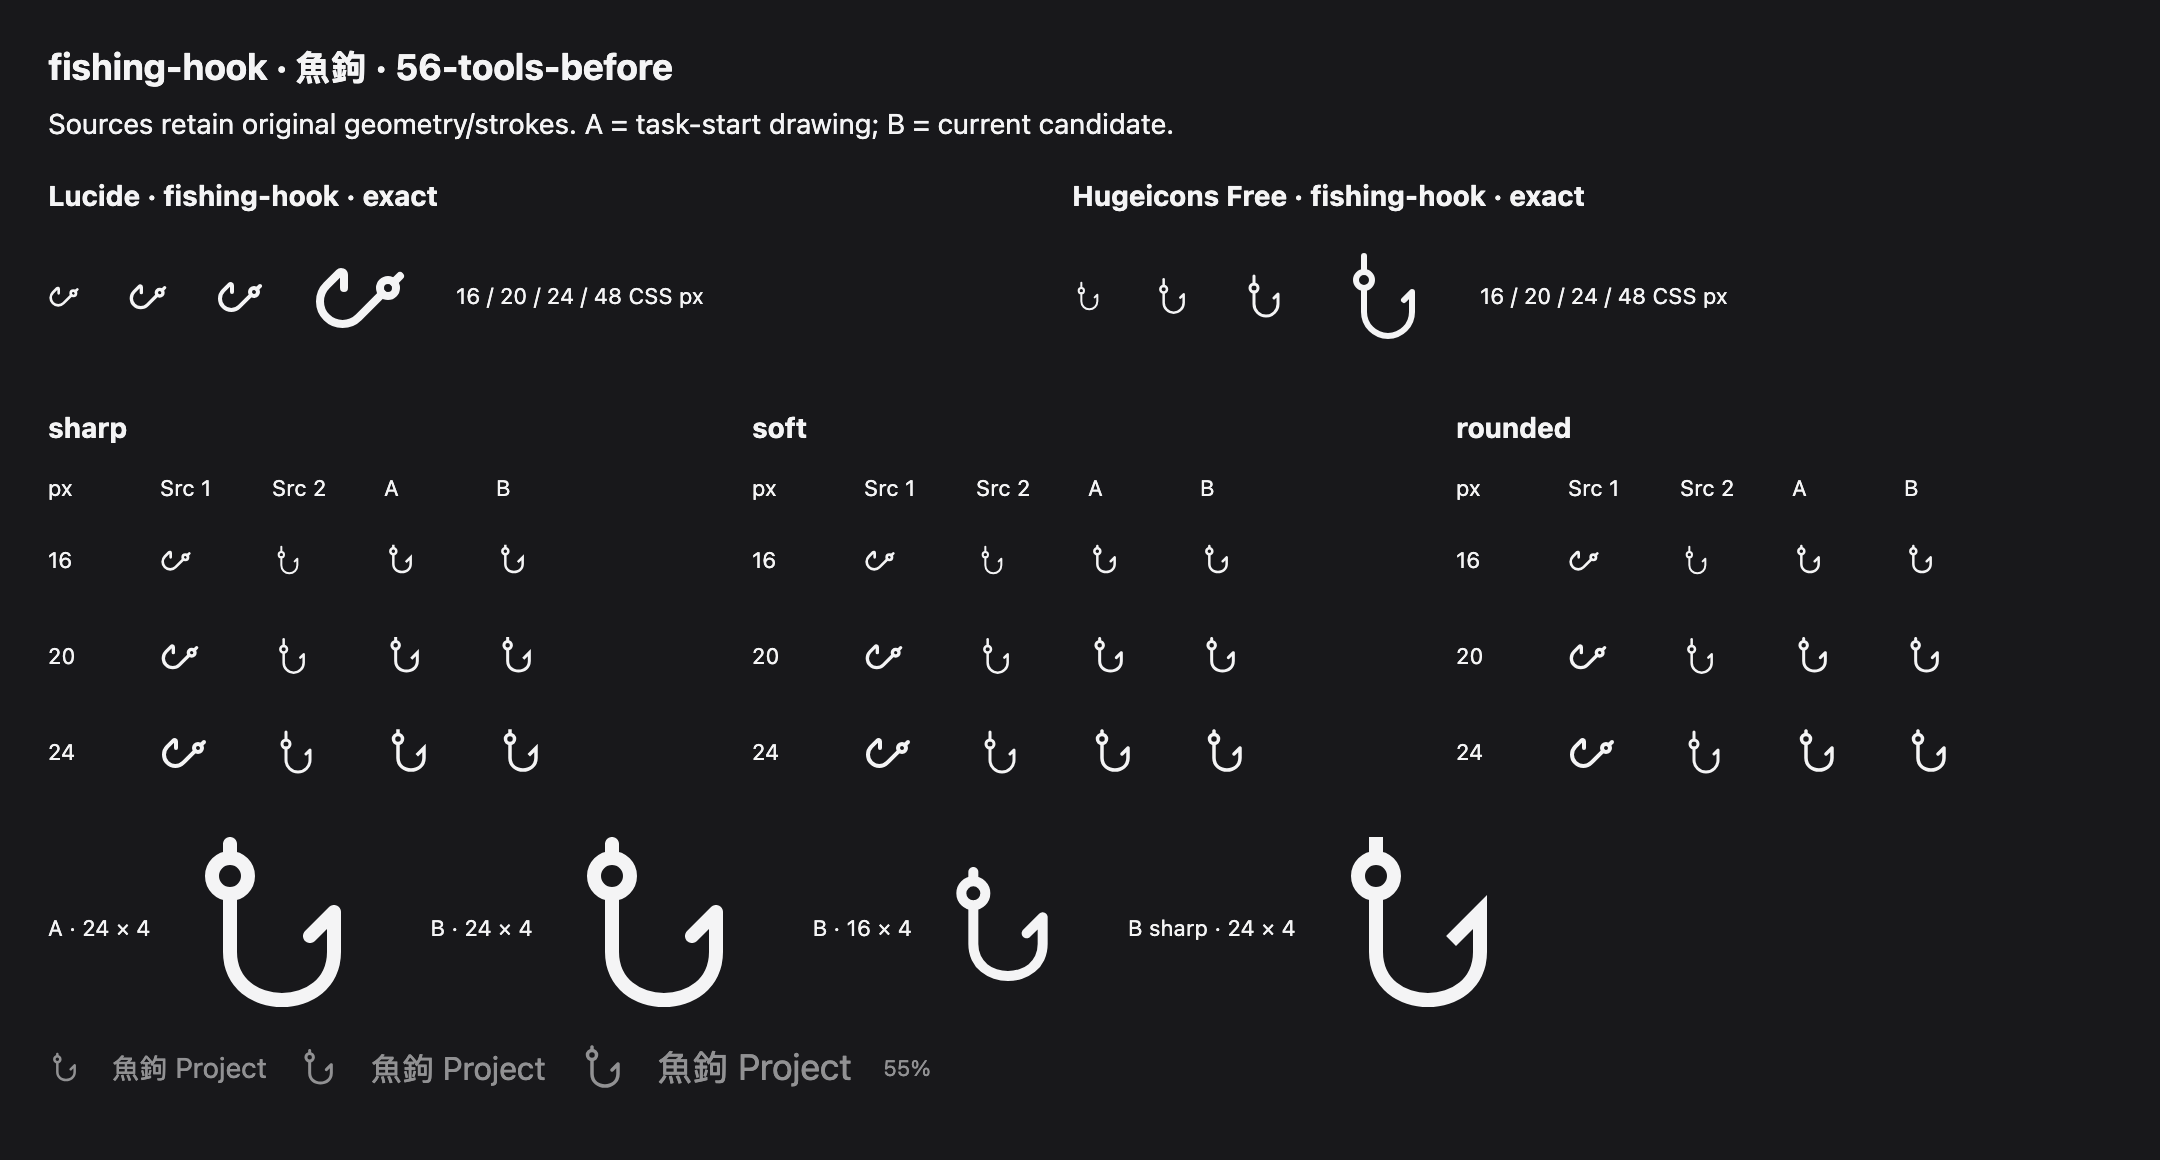 fishing-hook · 魚鉤 · 56-tools-before
Sources retain original geometry/strokes. A = task-start drawing; B = current candidate.
Lucide · fishing-hook · exact
16 / 20 / 24 / 48 CSS px
Hugeicons Free · fishing-hook · exact
16 / 20 / 24 / 48 CSS px
sharp
px Src 1 Src 2 A B
16
20
24
soft
px Src 1 Src 2 A B
16
20
24
rounded
px Src 1 Src 2 A B
16
20
24
A · 24 × 4
B · 24 × 4
B · 16 × 4
B sharp · 24 × 4
魚鉤 Project 魚鉤 Project 魚鉤 Project 55%